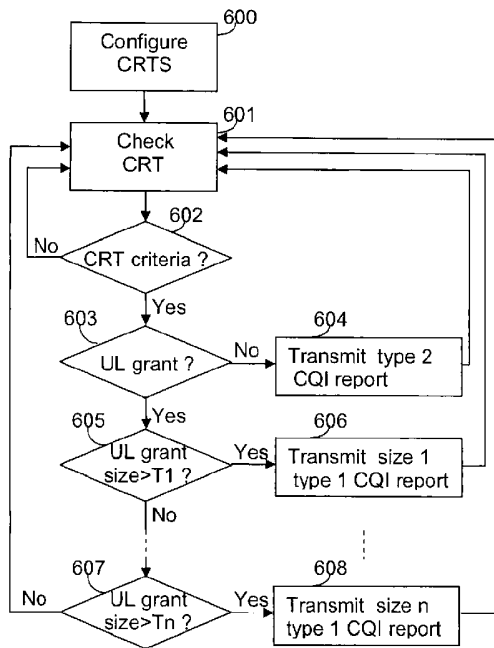 600
Configure
CRTS
601
Check
CRT
602
No
CRT criteria ?
Yes
603
UL grant ?
No
604
Transmit type 2
CQI report
Yes
605
UL grant
size>T1 ?
Yes
606
Transmit size 1
type 1 CQI report
No
607
No
UL grant
size>Tn ?
Yes
608
Transmit size n
type 1 CQI report